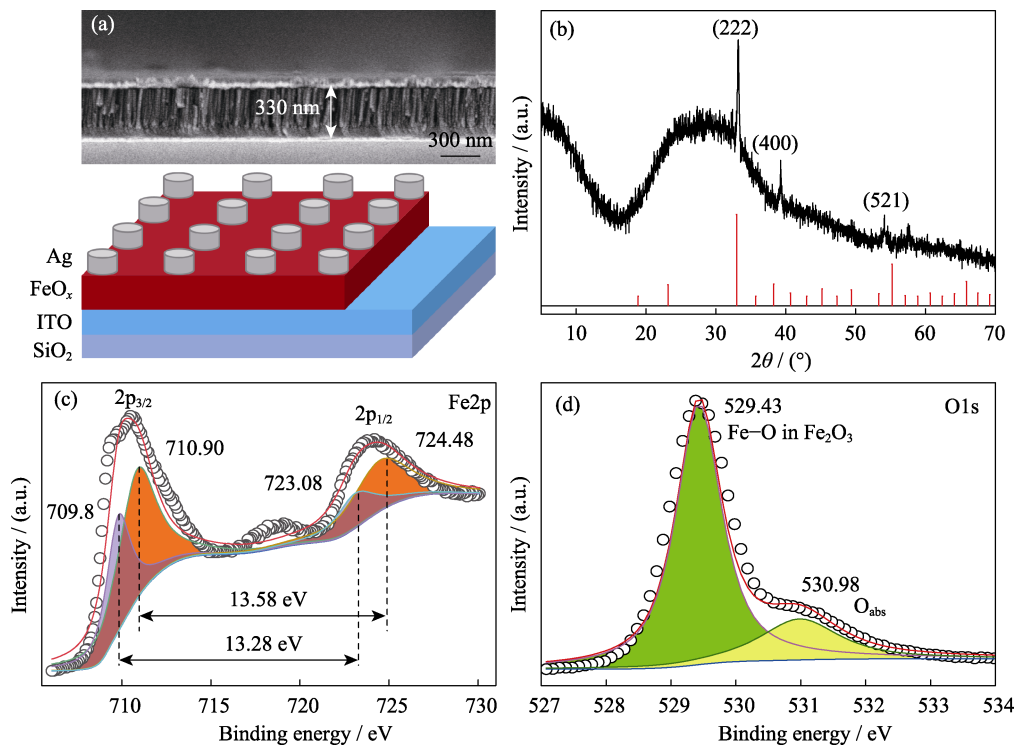 (a)
330 nm
300 nm
Ag
FeOₓ
ITO
SiO₂
(b)
(222)
(400)
(521)
Intensity / (a.u.)
10 20 30 40 50 60 70
2θ / (°)
(c)
2p₃/₂
2p₁/₂
Fe2p
710.90
724.48
709.8
723.08
13.58 eV
13.28 eV
Intensity / (a.u.)
710 715 720 725 730
Binding energy / eV
(d)
529.43
O1s
Fe−O in Fe₂O₃
530.98
Oabs
Intensity / (a.u.)
527 528 529 530 531 532 533 534
Binding energy / eV